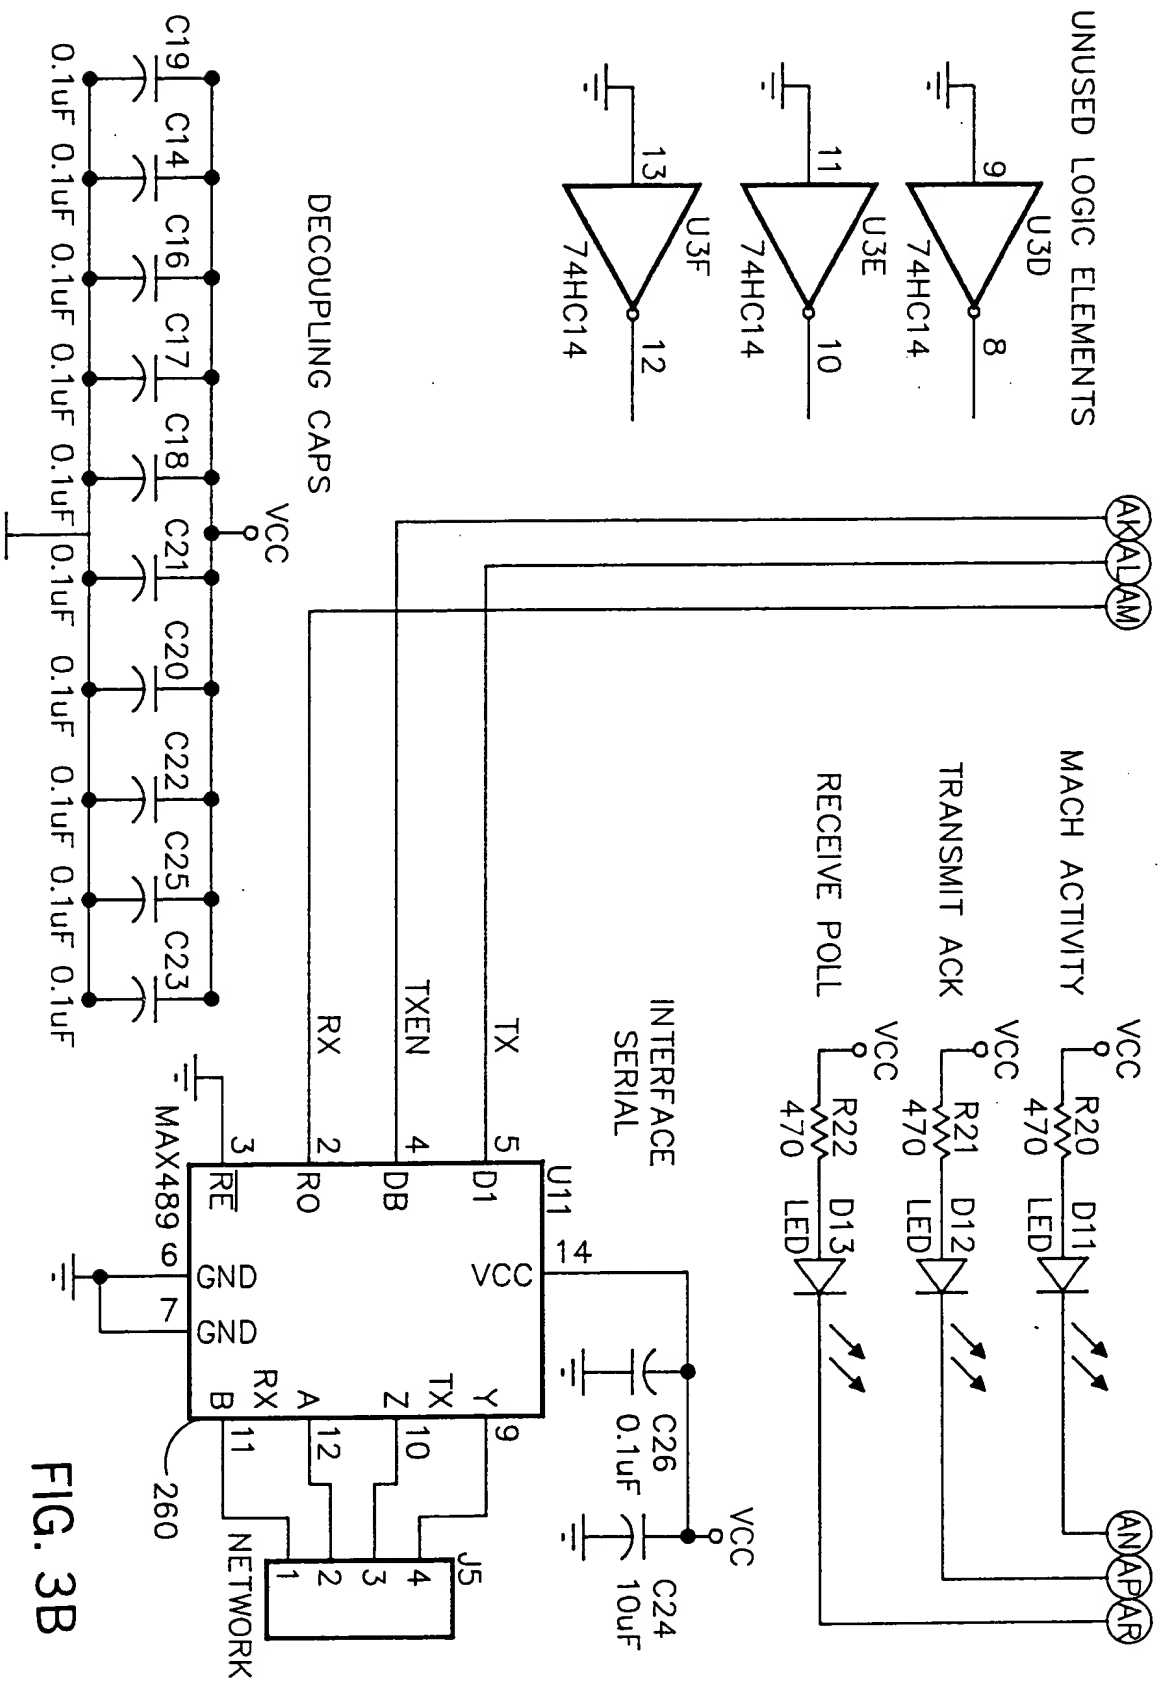 UNUSED LOGIC ELEMENTS
9
U3D
74HC14
8
11
U3E
74HC14
10
13
U3F
74HC14
12
AK
AL
AM
MACH ACTIVITY
VCC
R20
470
D11
LED
AN
TRANSMIT ACK
VCC
R21
470
D12
LED
AP
RECEIVE POLL
VCC
R22
470
D13
LED
AR
DECOUPLING CAPS
VCC
C19
C14
C16
C17
C18
C21
C20
C22
C25
C23
0.1uF
0.1uF
0.1uF
0.1uF
0.1uF
0.1uF
0.1uF
0.1uF
0.1uF
0.1uF
INTERFACE
SERIAL
TX
TXEN
RX
5
4
2
3
U11
D1
DB
RO
RE
MAX489
14
VCC
6
GND
7
GND
Y
TX
Z
A
RX
B
9
10
12
11
C26
0.1uF
VCC
C24
10uF
J5
4
3
2
1
NETWORK
260
FIG. 3B